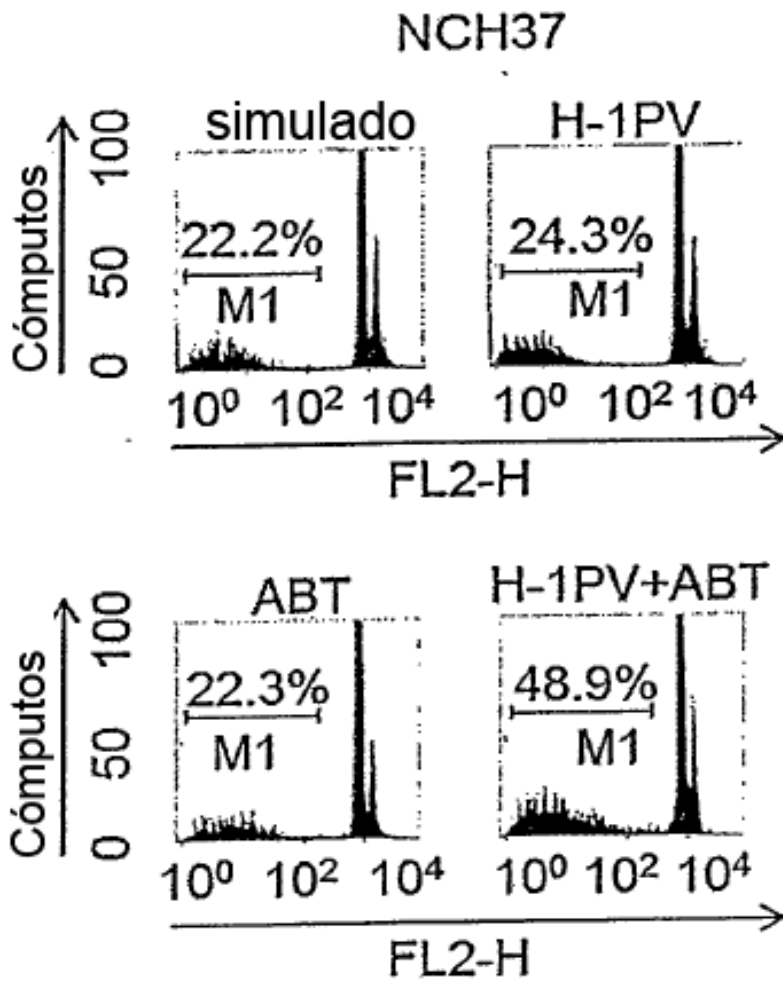 NCH37
simulado
H-1PV
Cómputos
100
50
0
22.2%
M1
24.3%
M1
10⁰ 10² 10⁴
10⁰ 10² 10⁴
FL2-H
ABT
H-1PV+ABT
Cómputos
100
50
0
22.3%
M1
48.9%
M1
10⁰ 10² 10⁴
10⁰ 10² 10⁴
FL2-H